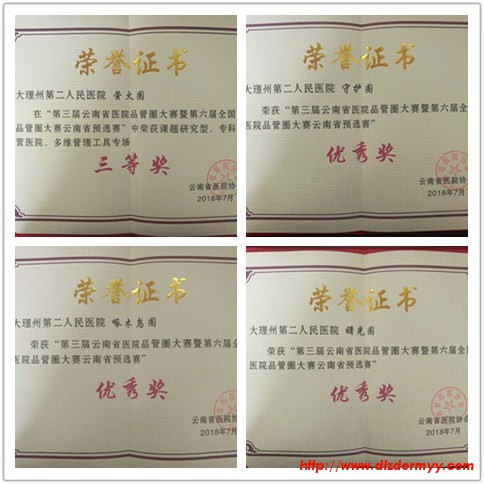 荣誉证书
大理州第二人民医院 萤火圈
在“第三届云南省医院品管圈大赛暨第六届全国
品管圈大赛云南省预选赛”中荣获课题研究型、专科
营医院、多维管理工具专场
三等奖
云南省医院协
2018年7月
荣誉证书
大理州第二人民医院 守护圈
荣获“第三届云南省医院品管圈大赛暨第六届全
医院品管圈大赛云南省预选赛”
优秀奖
云南省医院协会
2018年7月
荣誉证书
大理州第二人民医院 啄木鸟圈
荣获“第三届云南省医院品管圈大赛暨第六届全
医院品管圈大赛云南省预选赛”
优秀奖
云南省医院协
2018年7月
荣誉证书
大理州第二人民医院 曙光圈
荣获“第三届云南省医院品管圈大赛暨第六届全国
医院品管圈大赛云南省预选赛”
优秀奖
云南省医院协会
2018年7月
http://www.dlzdermyy.com/